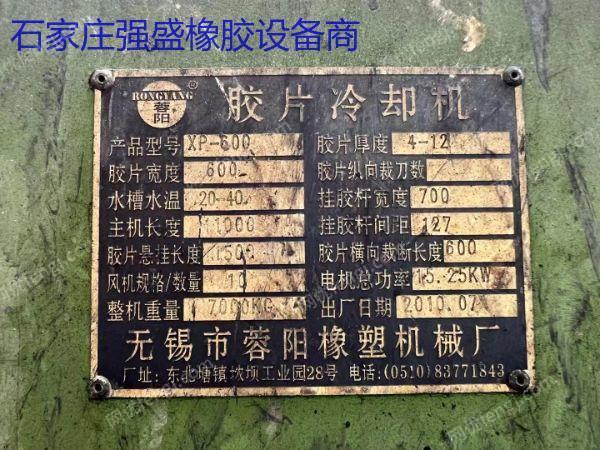 石家庄强盛橡胶设备商
RONGYANG ®
蓉阳
胶片冷却机
产品型号 XP-600 胶片厚度 4-12
胶片宽度 600 胶片纵向裁刀数
水槽水温 20-40 挂胶杆宽度 700
主机长度 11000 挂胶杆间距 127
胶片悬挂长度 1500 胶片横向裁断长度 600
风机规格/数量 10 电机总功率 15.25KW
整机重量 7000KG 出厂日期 2010.07
无锡市蓉阳橡塑机械厂
厂址:东北塘镇坡坝工业园28号 电话:(0510)83771843